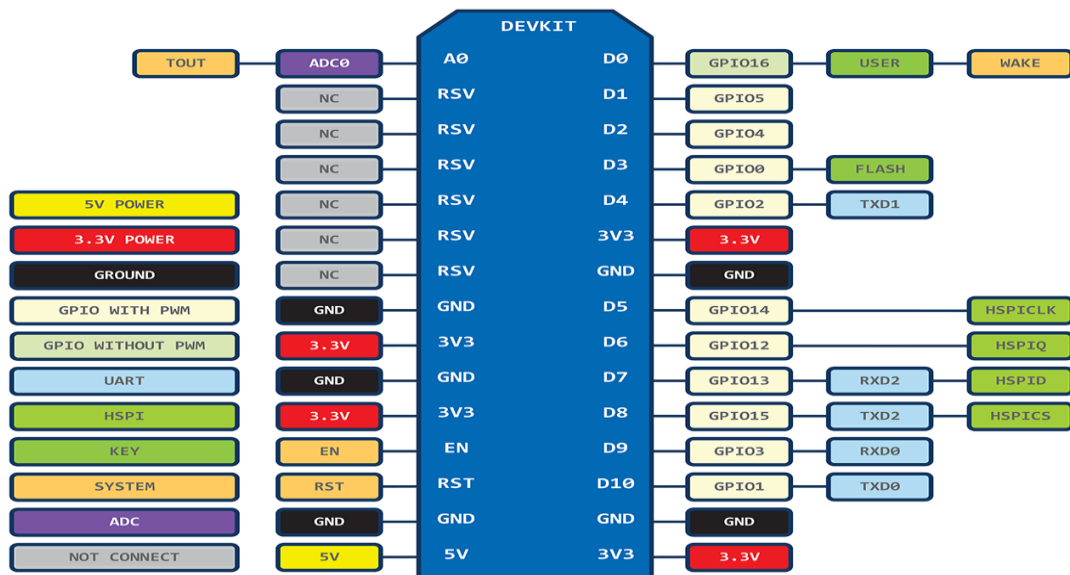 DEVKIT
TOUT ADC0 A0 D0 GPIO16 USER WAKE
NC RSV D1 GPIO5
NC RSV D2 GPIO4
NC RSV D3 GPIO0 FLASH
5V POWER NC RSV D4 GPIO2 TXD1
3.3V POWER NC RSV 3V3 3.3V
GROUND NC RSV GND GND
GPIO WITH PWM GND GND D5 GPIO14 HSPICLK
GPIO WITHOUT PWM 3.3V 3V3 D6 GPIO12 HSPIQ
UART GND GND D7 GPIO13 RXD2 HSPID
HSPI 3.3V 3V3 D8 GPIO15 TXD2 HSPICS
KEY EN EN D9 GPIO3 RXD0
SYSTEM RST RST D10 GPIO1 TXD0
ADC GND GND GND GND
NOT CONNECT 5V 5V 3V3 3.3V